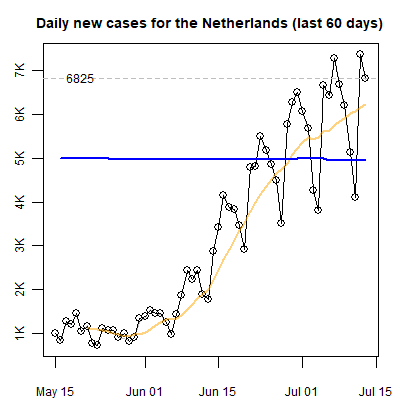 Daily new cases for the Netherlands (last 60 days)
7K
6825
6K
5K
4K
3K
2K
1K
May 15 Jun 01 Jun 15 Jul 01 Jul 15